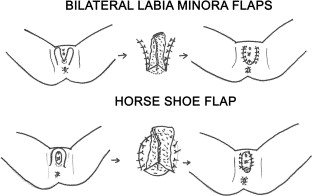 BILATERAL LABIA MINORA FLAPS
HORSE SHOE FLAP